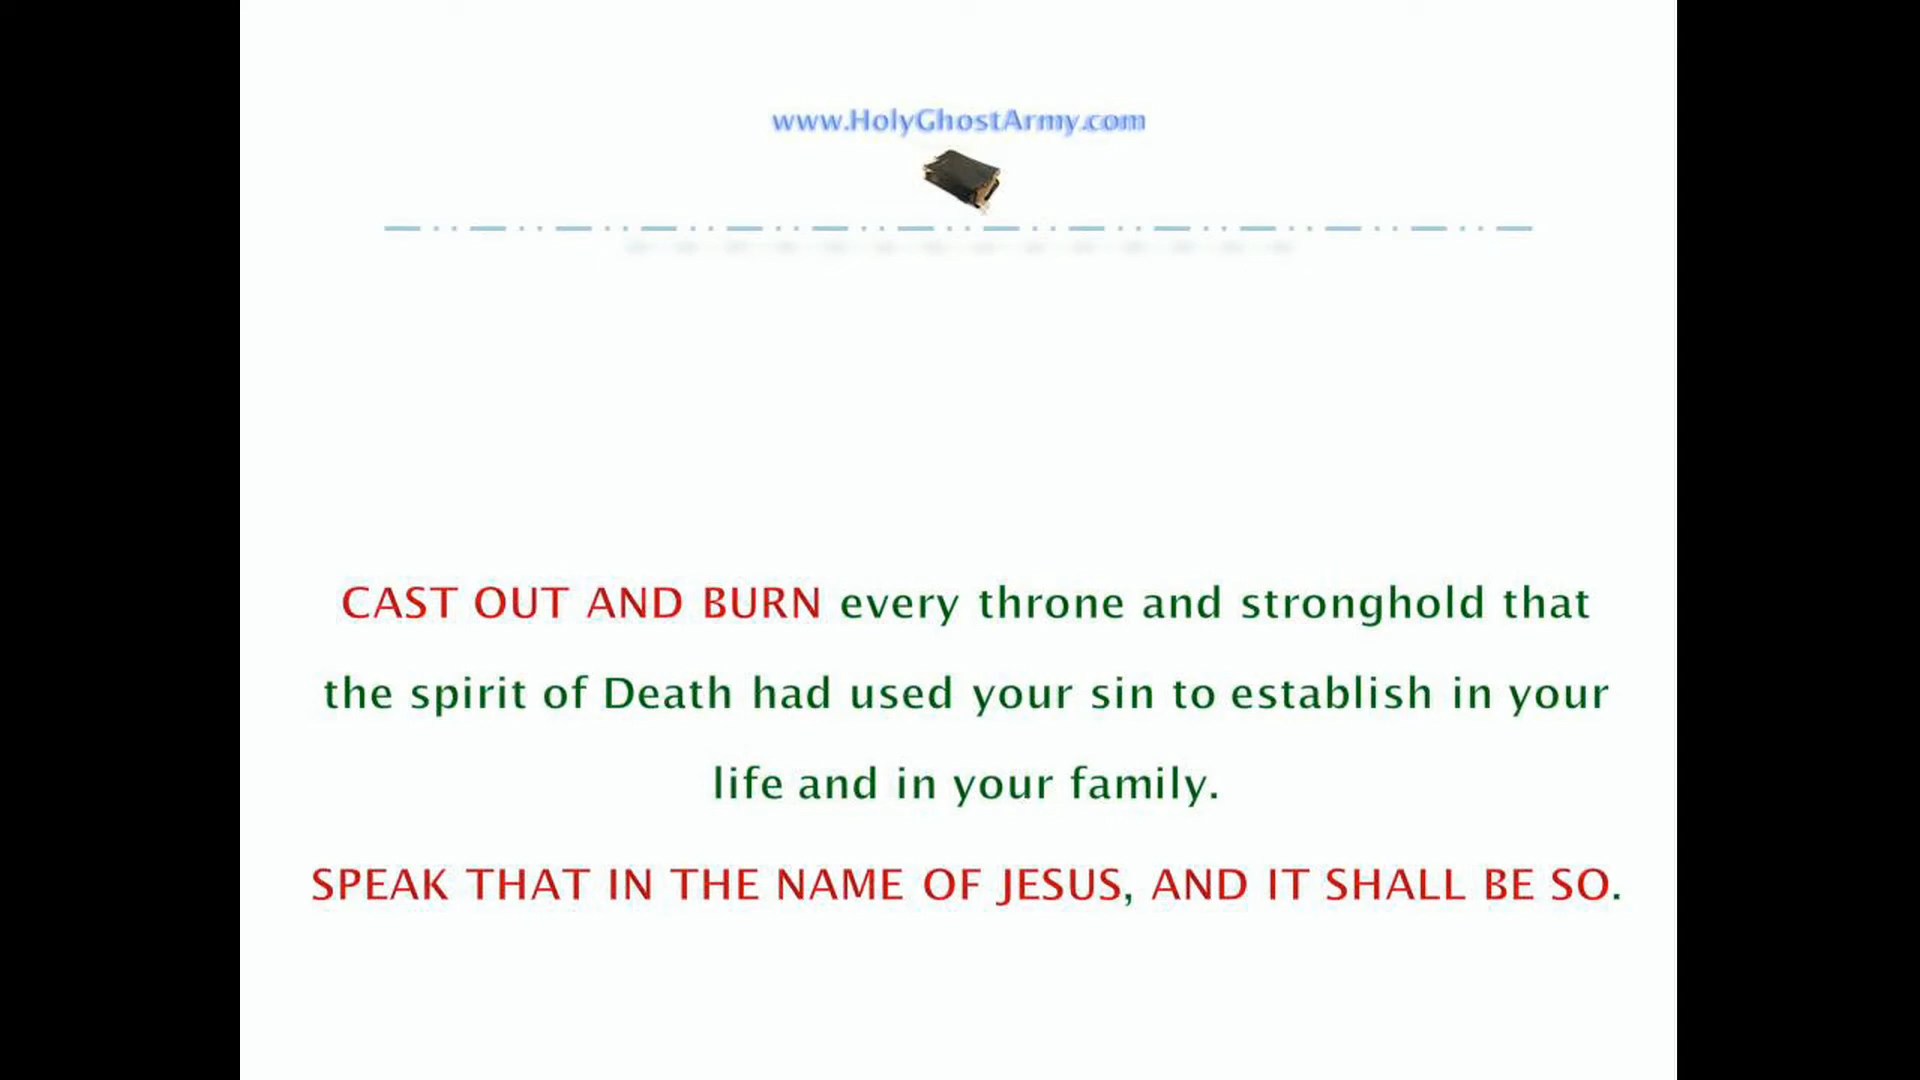 www.HolyGhostArmy.com
CAST OUT AND BURN every throne and stronghold that
the spirit of Death had used your sin to establish in your
life and in your family.
SPEAK THAT IN THE NAME OF JESUS, AND IT SHALL BE SO.